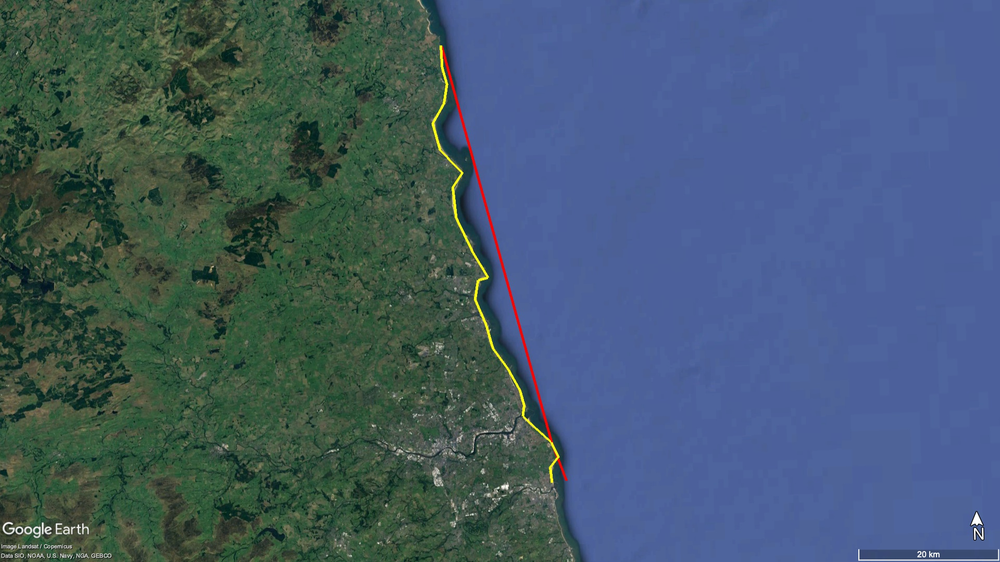 Google Earth
Image Landsat / Copernicus
Data SIO, NOAA, U.S. Navy, NGA, GEBCO
N
20 km